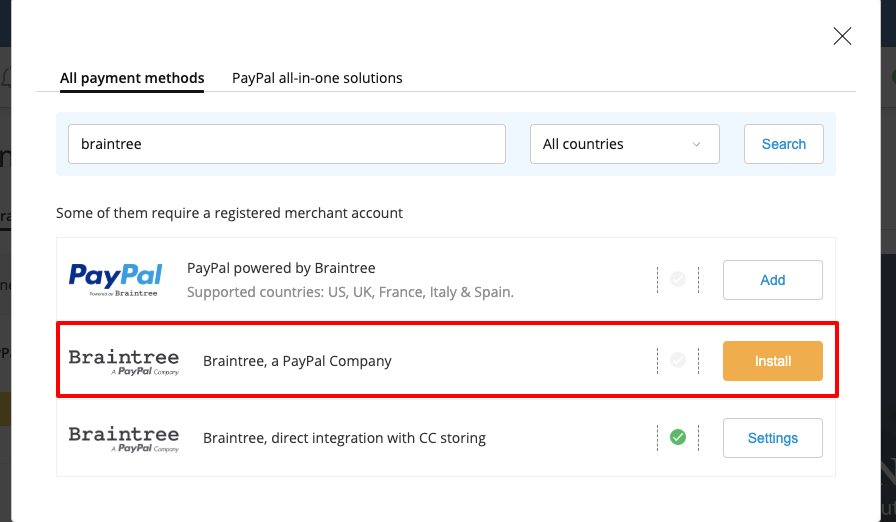 All payment methods PayPal all-in-one solutions
braintree All countries Search
Some of them require a registered merchant account
PayPal
Powered by Braintree
PayPal powered by Braintree
Supported countries: US, UK, France, Italy & Spain.
Add
Braintree
A PayPal Company
Braintree, a PayPal Company
Install
Braintree
A PayPal Company
Braintree, direct integration with CC storing
Settings